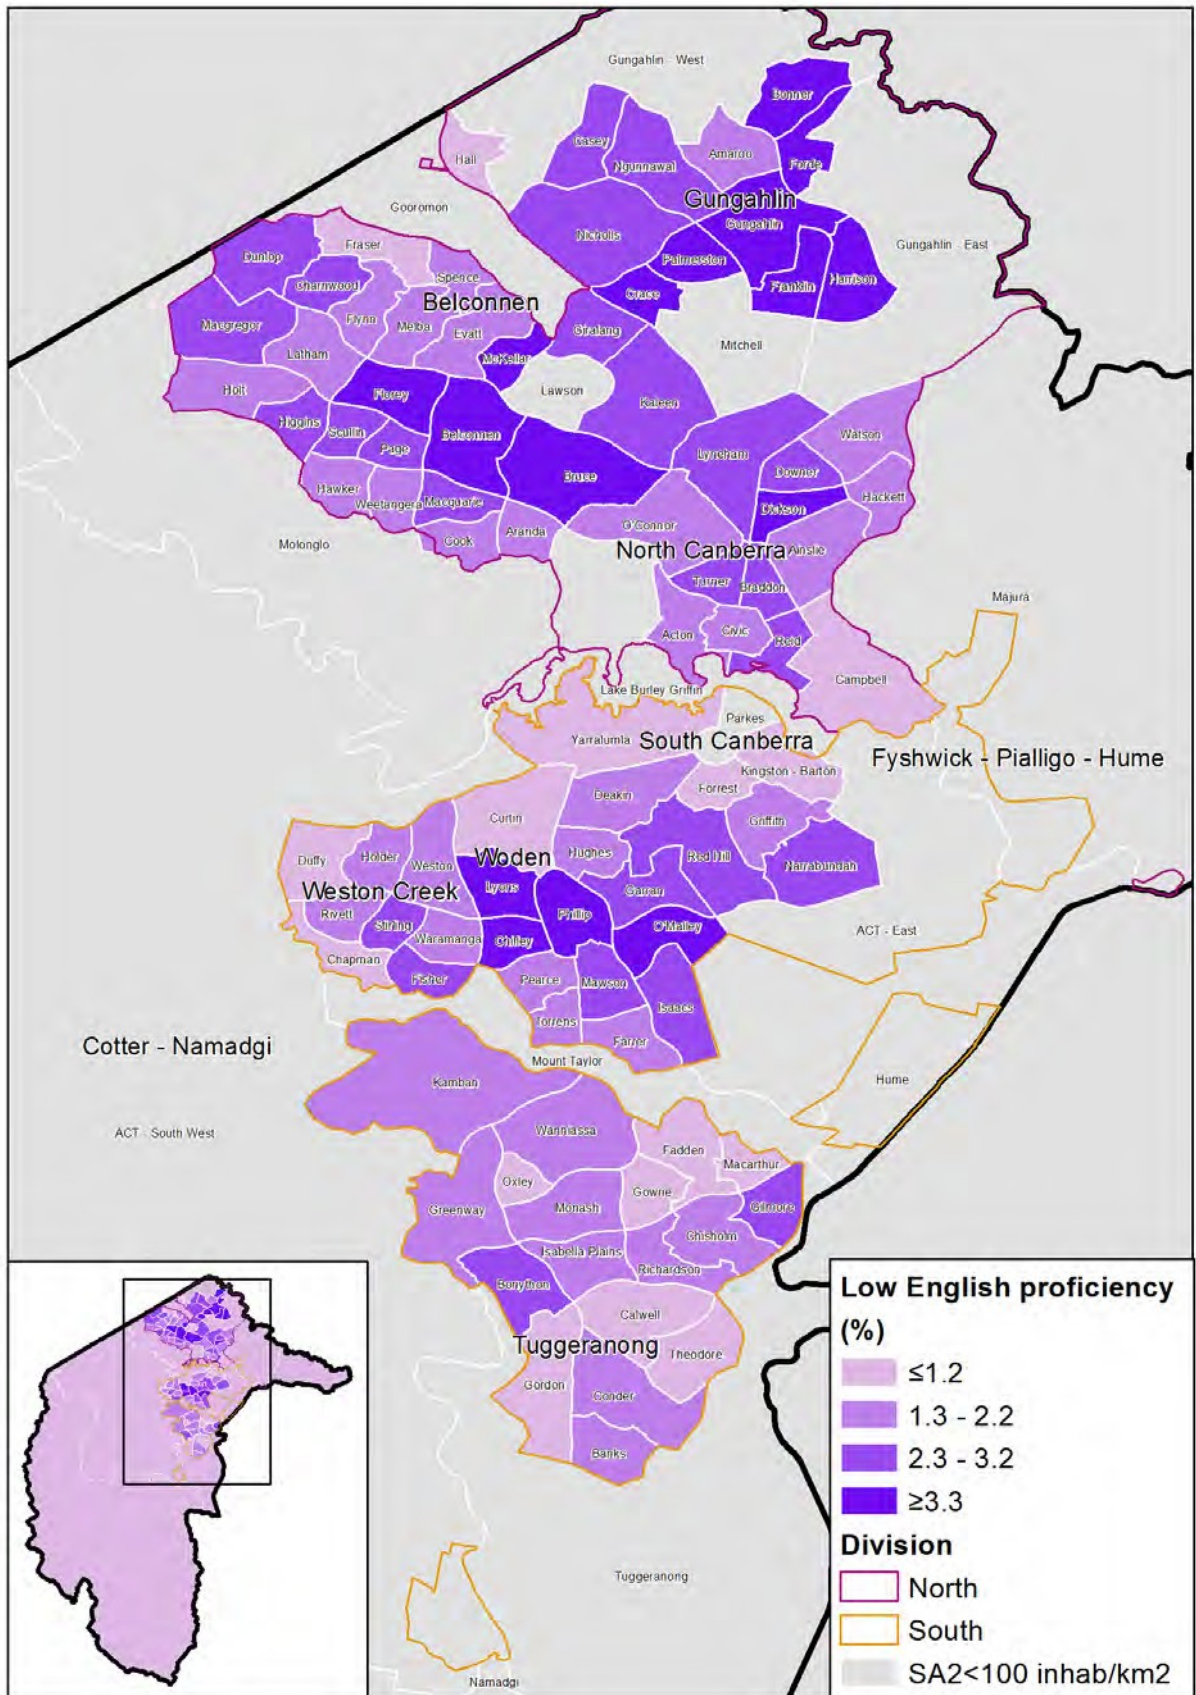 Gungahlin - West
Bonner
Casey
Ngunnawal
Amaroo
Forde
Hall
Gungahlin
Gooromon
Gungahlin
Nicholls
Gungahlin - East
Fraser
Dunlop
Palmerston
Spence
Charnwood
Franklin
Harrison
Crace
Belconnen
Flynn
Melba
Evatt
Macgregor
Giralang
Mitchell
Latham
McKellar
Lawson
Holt
Florey
Kaleen
Higgins
Scullin
Belconnen
Watson
Page
Lyneham
Downer
Bruce
Hawker
Weetangera
Macquarie
Hackett
Dickson
O'Connor
Aranda
Cook
Molonglo
North Canberra
Ainslie
Turner
Braddon
Majura
Acton
Civic
Reid
Campbell
Lake Burley Griffin
Parkes
Yarralumla
South Canberra
Fyshwick - Pialligo - Hume
Kingston - Barton
Forrest
Deakin
Curtin
Griffith
Duffy
Holder
Weston
Woden
Hughes
Red Hill
Narrabundah
Weston Creek
Lyons
Garran
Rivett
Phillip
Stirling
O'Malley
Waramanga
Chifley
ACT - East
Chapman
Fisher
Pearce
Mawson
Isaacs
Torrens
Farrer
Cotter - Namadgi
Mount Taylor
Hume
Kambah
ACT - South West
Wanniassa
Fadden
Macarthur
Oxley
Gowrie
Greenway
Monash
Gilmore
Chisholm
Isabella Plains
Richardson
Bonython
Calwell
Tuggeranong
Theodore
Gordon
Conder
Banks
Tuggeranong
Namadgi
Low English proficiency
(%)
≤1.2
1.3 - 2.2
2.3 - 3.2
≥3.3
Division
North
South
SA2<100 inhab/km2